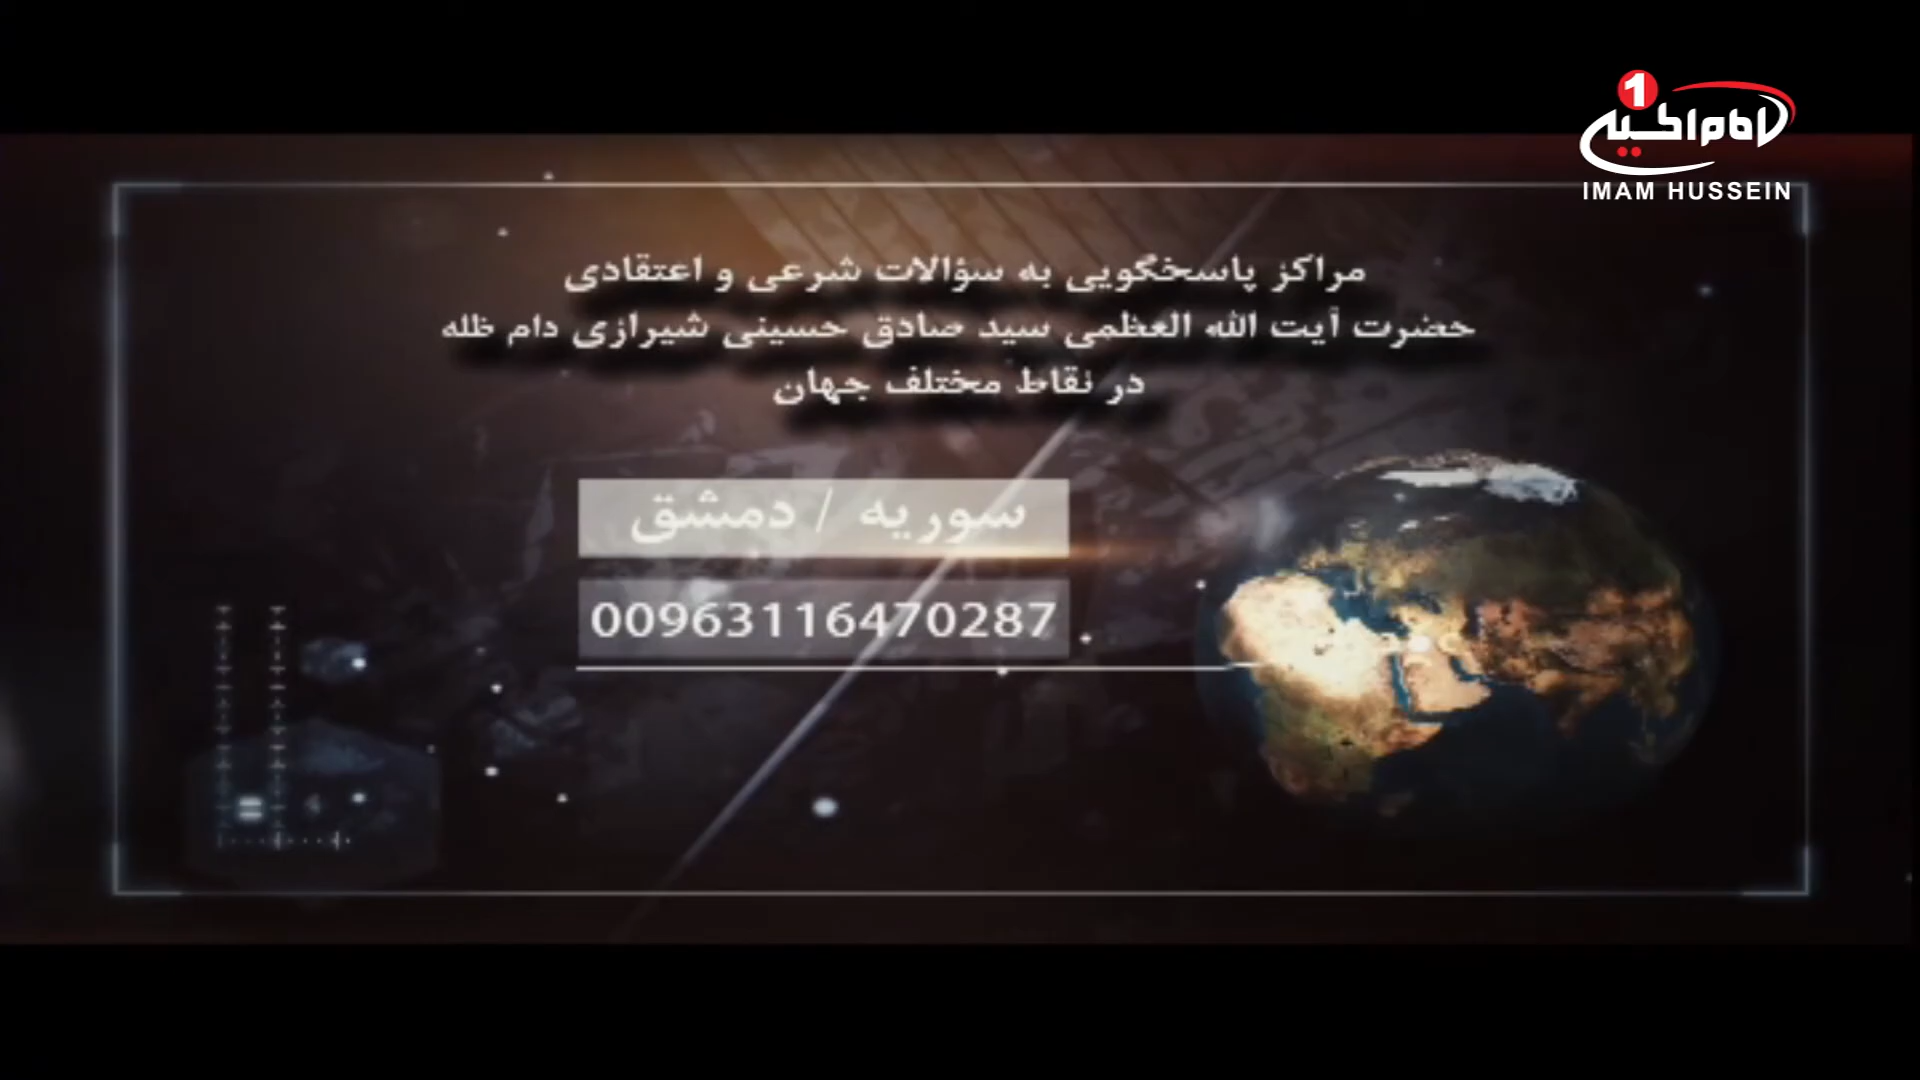 1
امام الحسین
IMAM HUSSEIN
مراکز پاسخگویی به سؤالات شرعی و اعتقادی
حضرت آیت الله العظمی سید صادق حسینی شیرازی دام ظله
در نقاط مختلف جهان
سوریه / دمشق
00963116470287